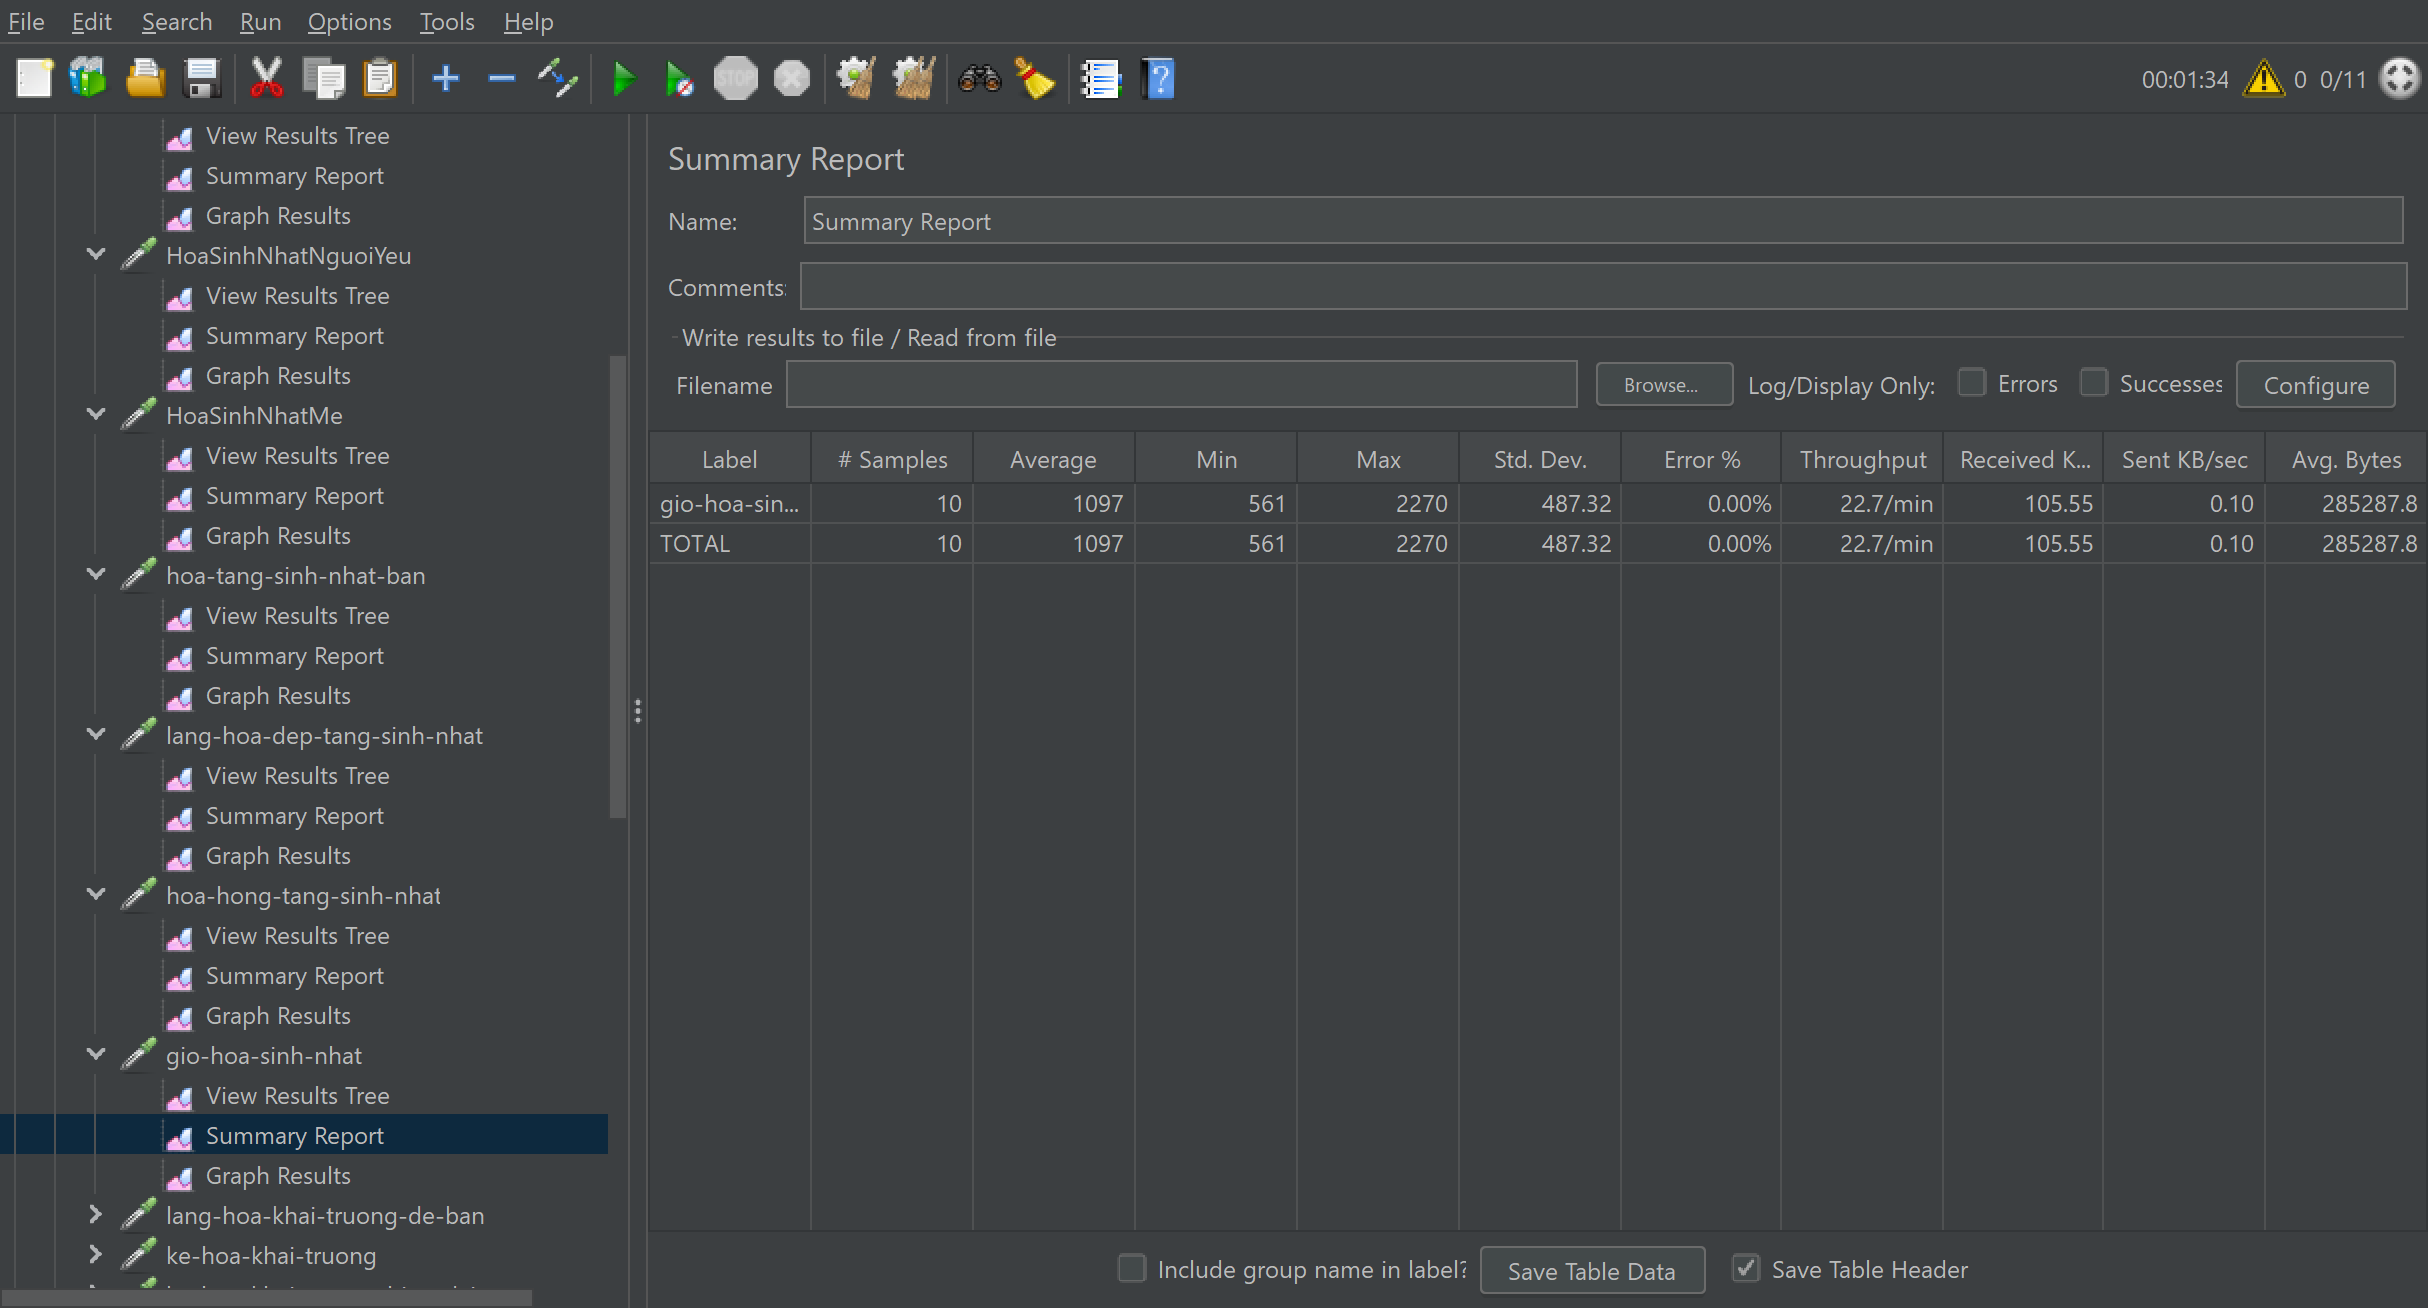 File Edit Search Run Options Tools Help
STOP
00:01:34 0 0/11
View Results Tree
Summary Report
Graph Results
HoaSinhNhatNguoiYeu
View Results Tree
Summary Report
Graph Results
HoaSinhNhatMe
View Results Tree
Summary Report
Graph Results
hoa-tang-sinh-nhat-ban
View Results Tree
Summary Report
Graph Results
lang-hoa-dep-tang-sinh-nhat
View Results Tree
Summary Report
Graph Results
hoa-hong-tang-sinh-nhat
View Results Tree
Summary Report
Graph Results
gio-hoa-sinh-nhat
View Results Tree
Summary Report
Graph Results
lang-hoa-khai-truong-de-ban
ke-hoa-khai-truong
Summary Report
Name: Summary Report
Comments:
Write results to file / Read from file
Filename Browse... Log/Display Only: Errors Successes Configure
Label # Samples Average Min Max Std. Dev. Error % Throughput Received K... Sent KB/sec Avg. Bytes
gio-hoa-sin... 10 1097 561 2270 487.32 0.00% 22.7/min 105.55 0.10 285287.8
TOTAL 10 1097 561 2270 487.32 0.00% 22.7/min 105.55 0.10 285287.8
Include group name in label? Save Table Data Save Table Header